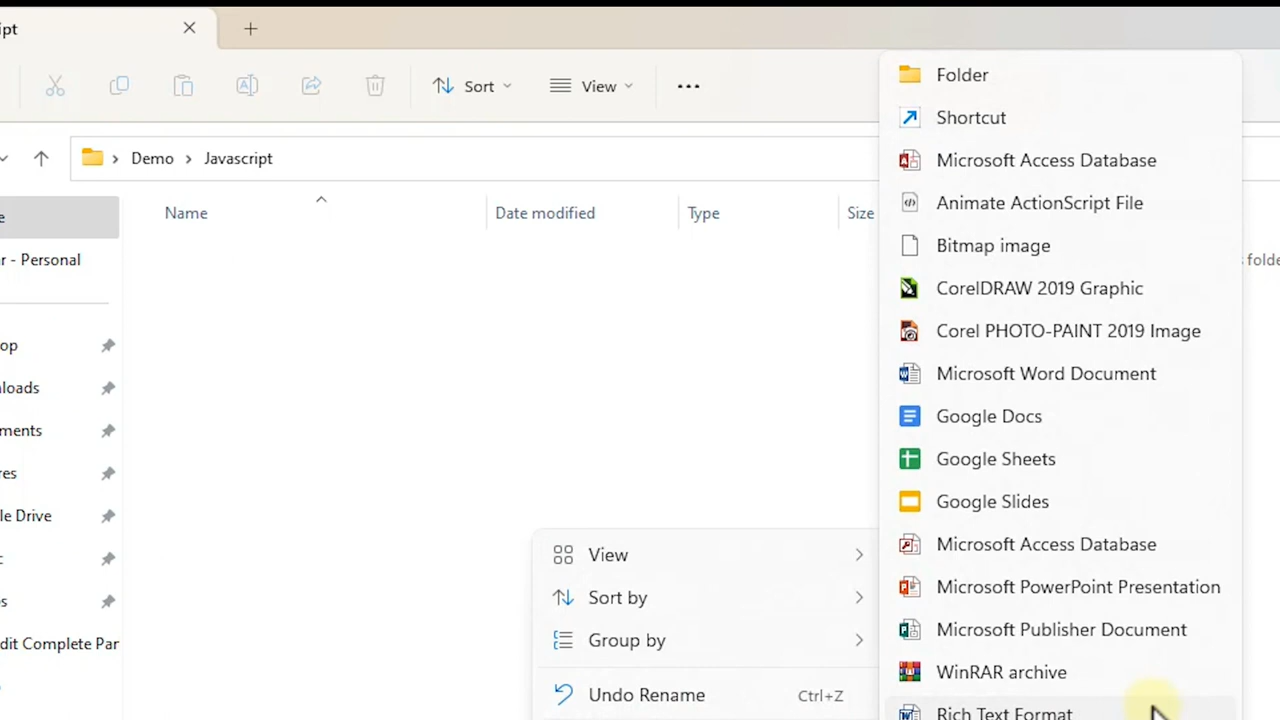 ipt
Sort
View
Demo
Javascript
Name
Date modified
Type
Size
e
r - Personal
op
loads
ments
res
le Drive
c
s
dit Complete Par
s folde
View
Sort by
Group by
Undo Rename
Ctrl+Z
Folder
Shortcut
Microsoft Access Database
Animate ActionScript File
Bitmap image
CorelDRAW 2019 Graphic
Corel PHOTO-PAINT 2019 Image
Microsoft Word Document
Google Docs
Google Sheets
Google Slides
Microsoft Access Database
Microsoft PowerPoint Presentation
Microsoft Publisher Document
WinRAR archive
Rich Text Format